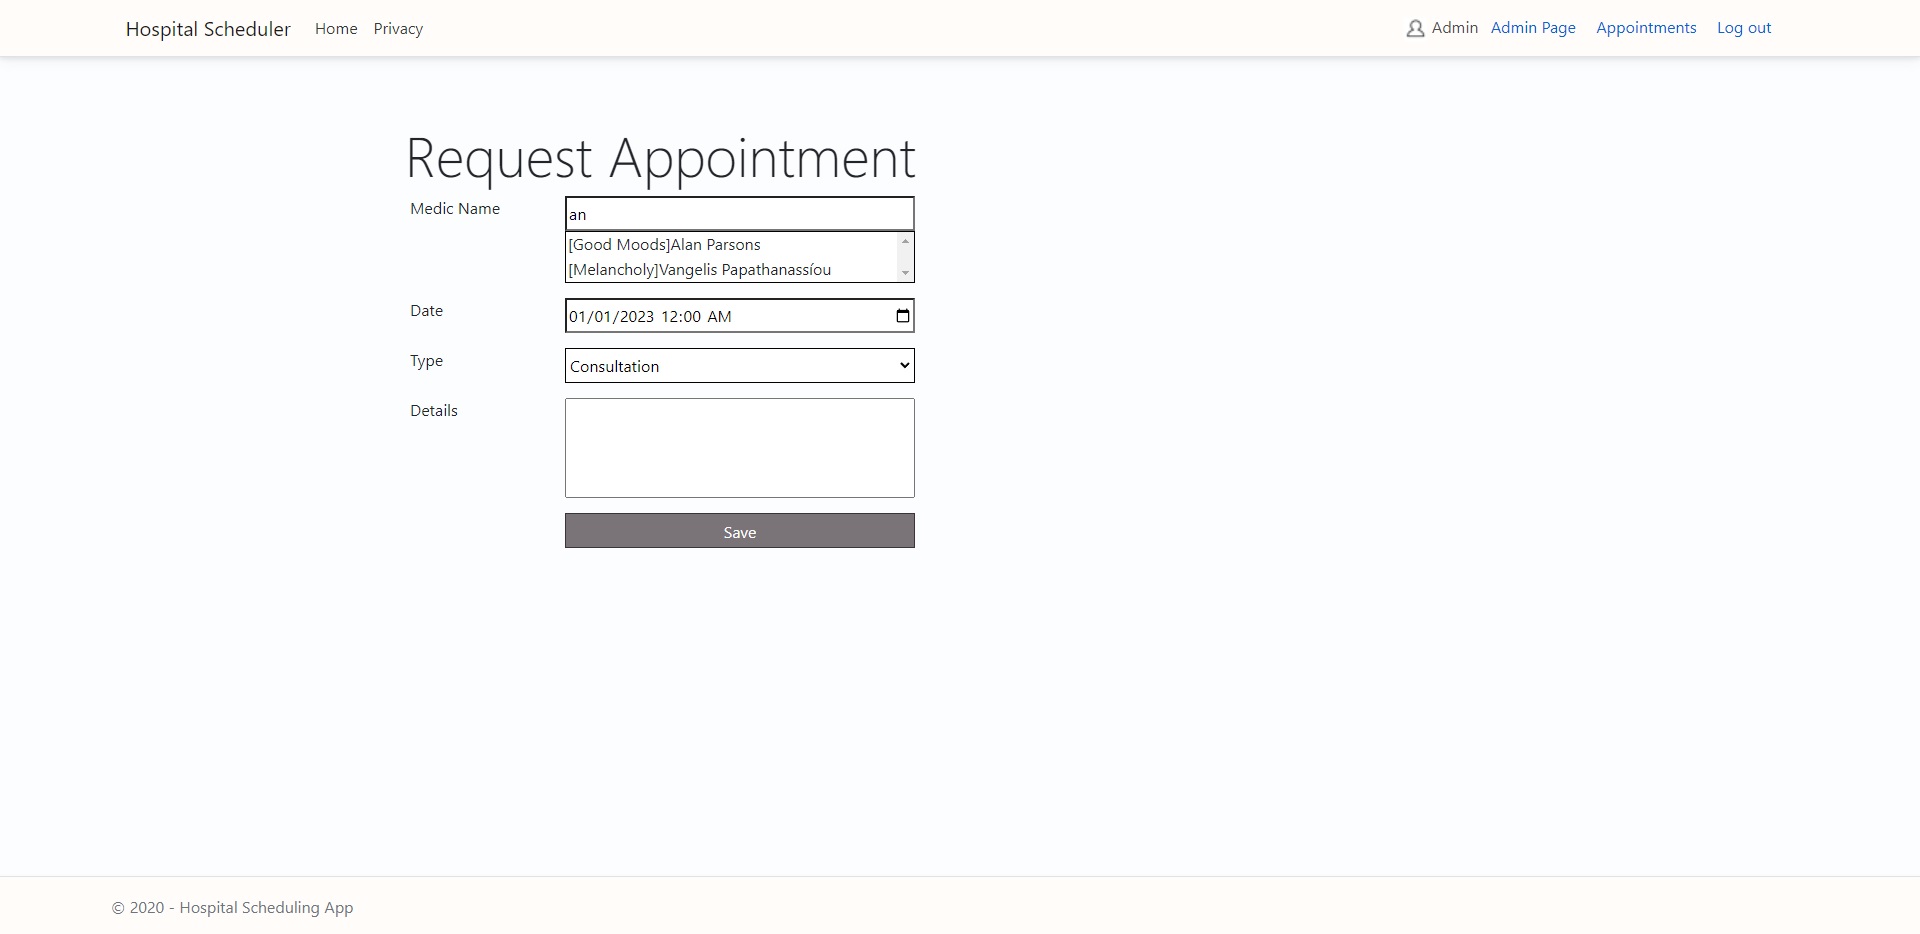 Hospital Scheduler Home Privacy Admin Admin Page Appointments Log out
Request Appointment
Medic Name an
[Good Moods]Alan Parsons
[Melancholy]Vangelis Papathanassíou
Date 01/01/2023 12:00 AM
Type Consultation
Details
Save
© 2020 - Hospital Scheduling App